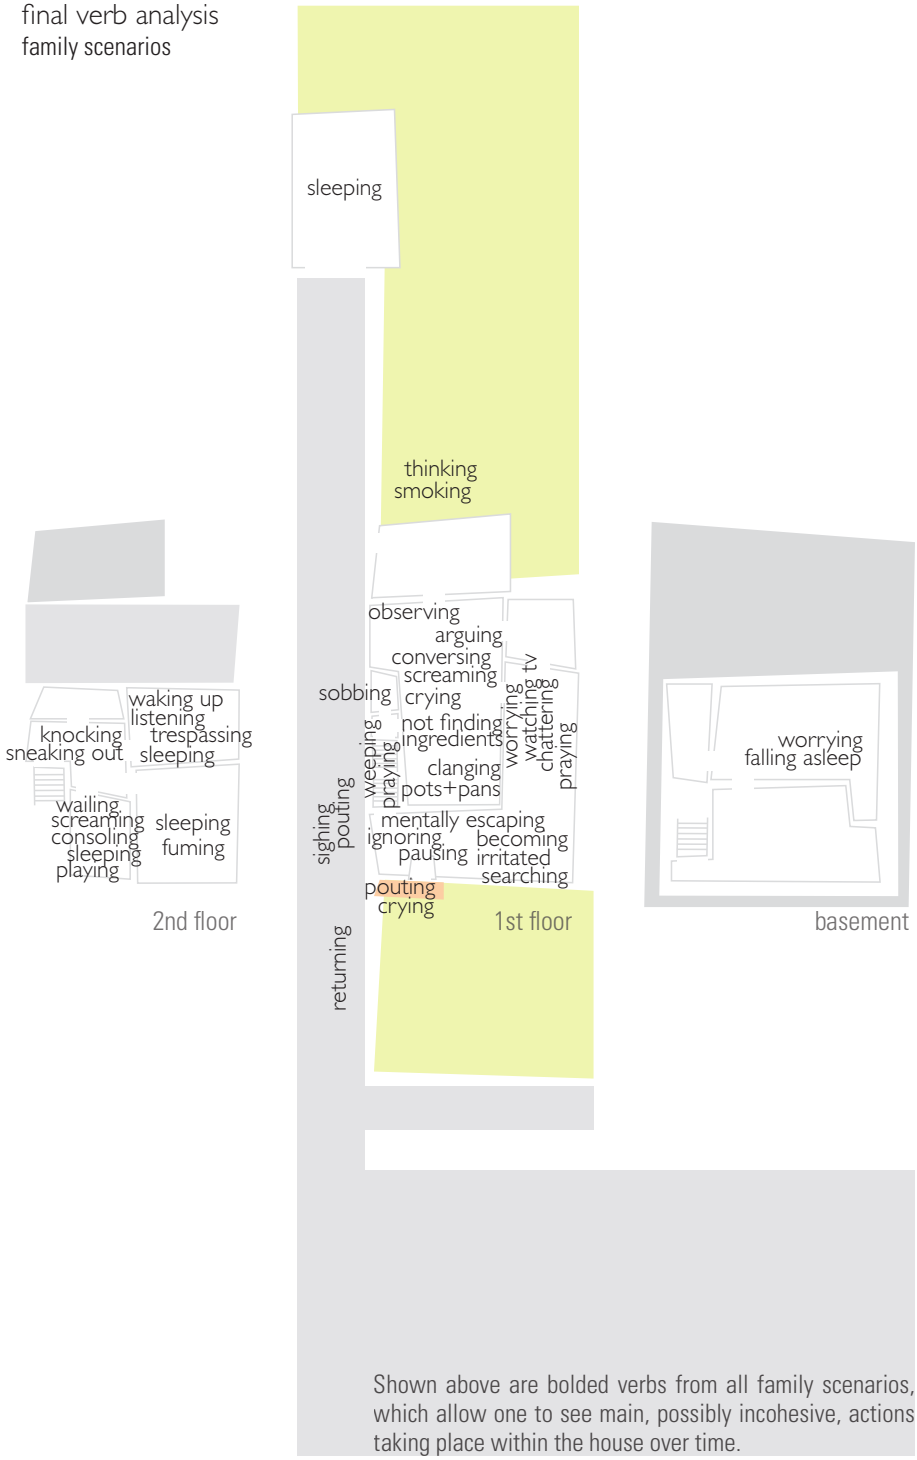 final verb analysis
family scenarios
sleeping
thinking
smoking
observing
arguing
conversing
screaming
sobbing
crying
not finding
ingredients
clanging
pots+pans
weeping
praying
worrying
watching tv
chattering
praying
mentally escaping
ignoring
becoming
pausing
irritated
searching
pouting
crying
sighing
pouting
returning
1st floor
waking up
listening
knocking
trespassing
sneaking out
sleeping
wailing
screaming
consoling
sleeping
playing
sleeping
fuming
2nd floor
worrying
falling asleep
basement
Shown above are bolded verbs from all family scenarios,
which allow one to see main, possibly incohesive, actions
taking place within the house over time.